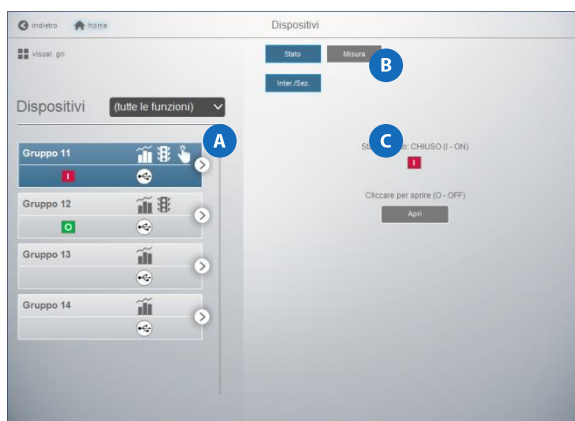 indietro home Dispositivi
visual. gri
Stato Misura
B
Inter./Sez.
Dispositivi (tutte le funzioni)
A
C
Gruppo 11
CHIUSO (I - ON)
I
I
Cliccare per aprire (O - OFF)
Apri
Gruppo 12
O
Gruppo 13
Gruppo 14